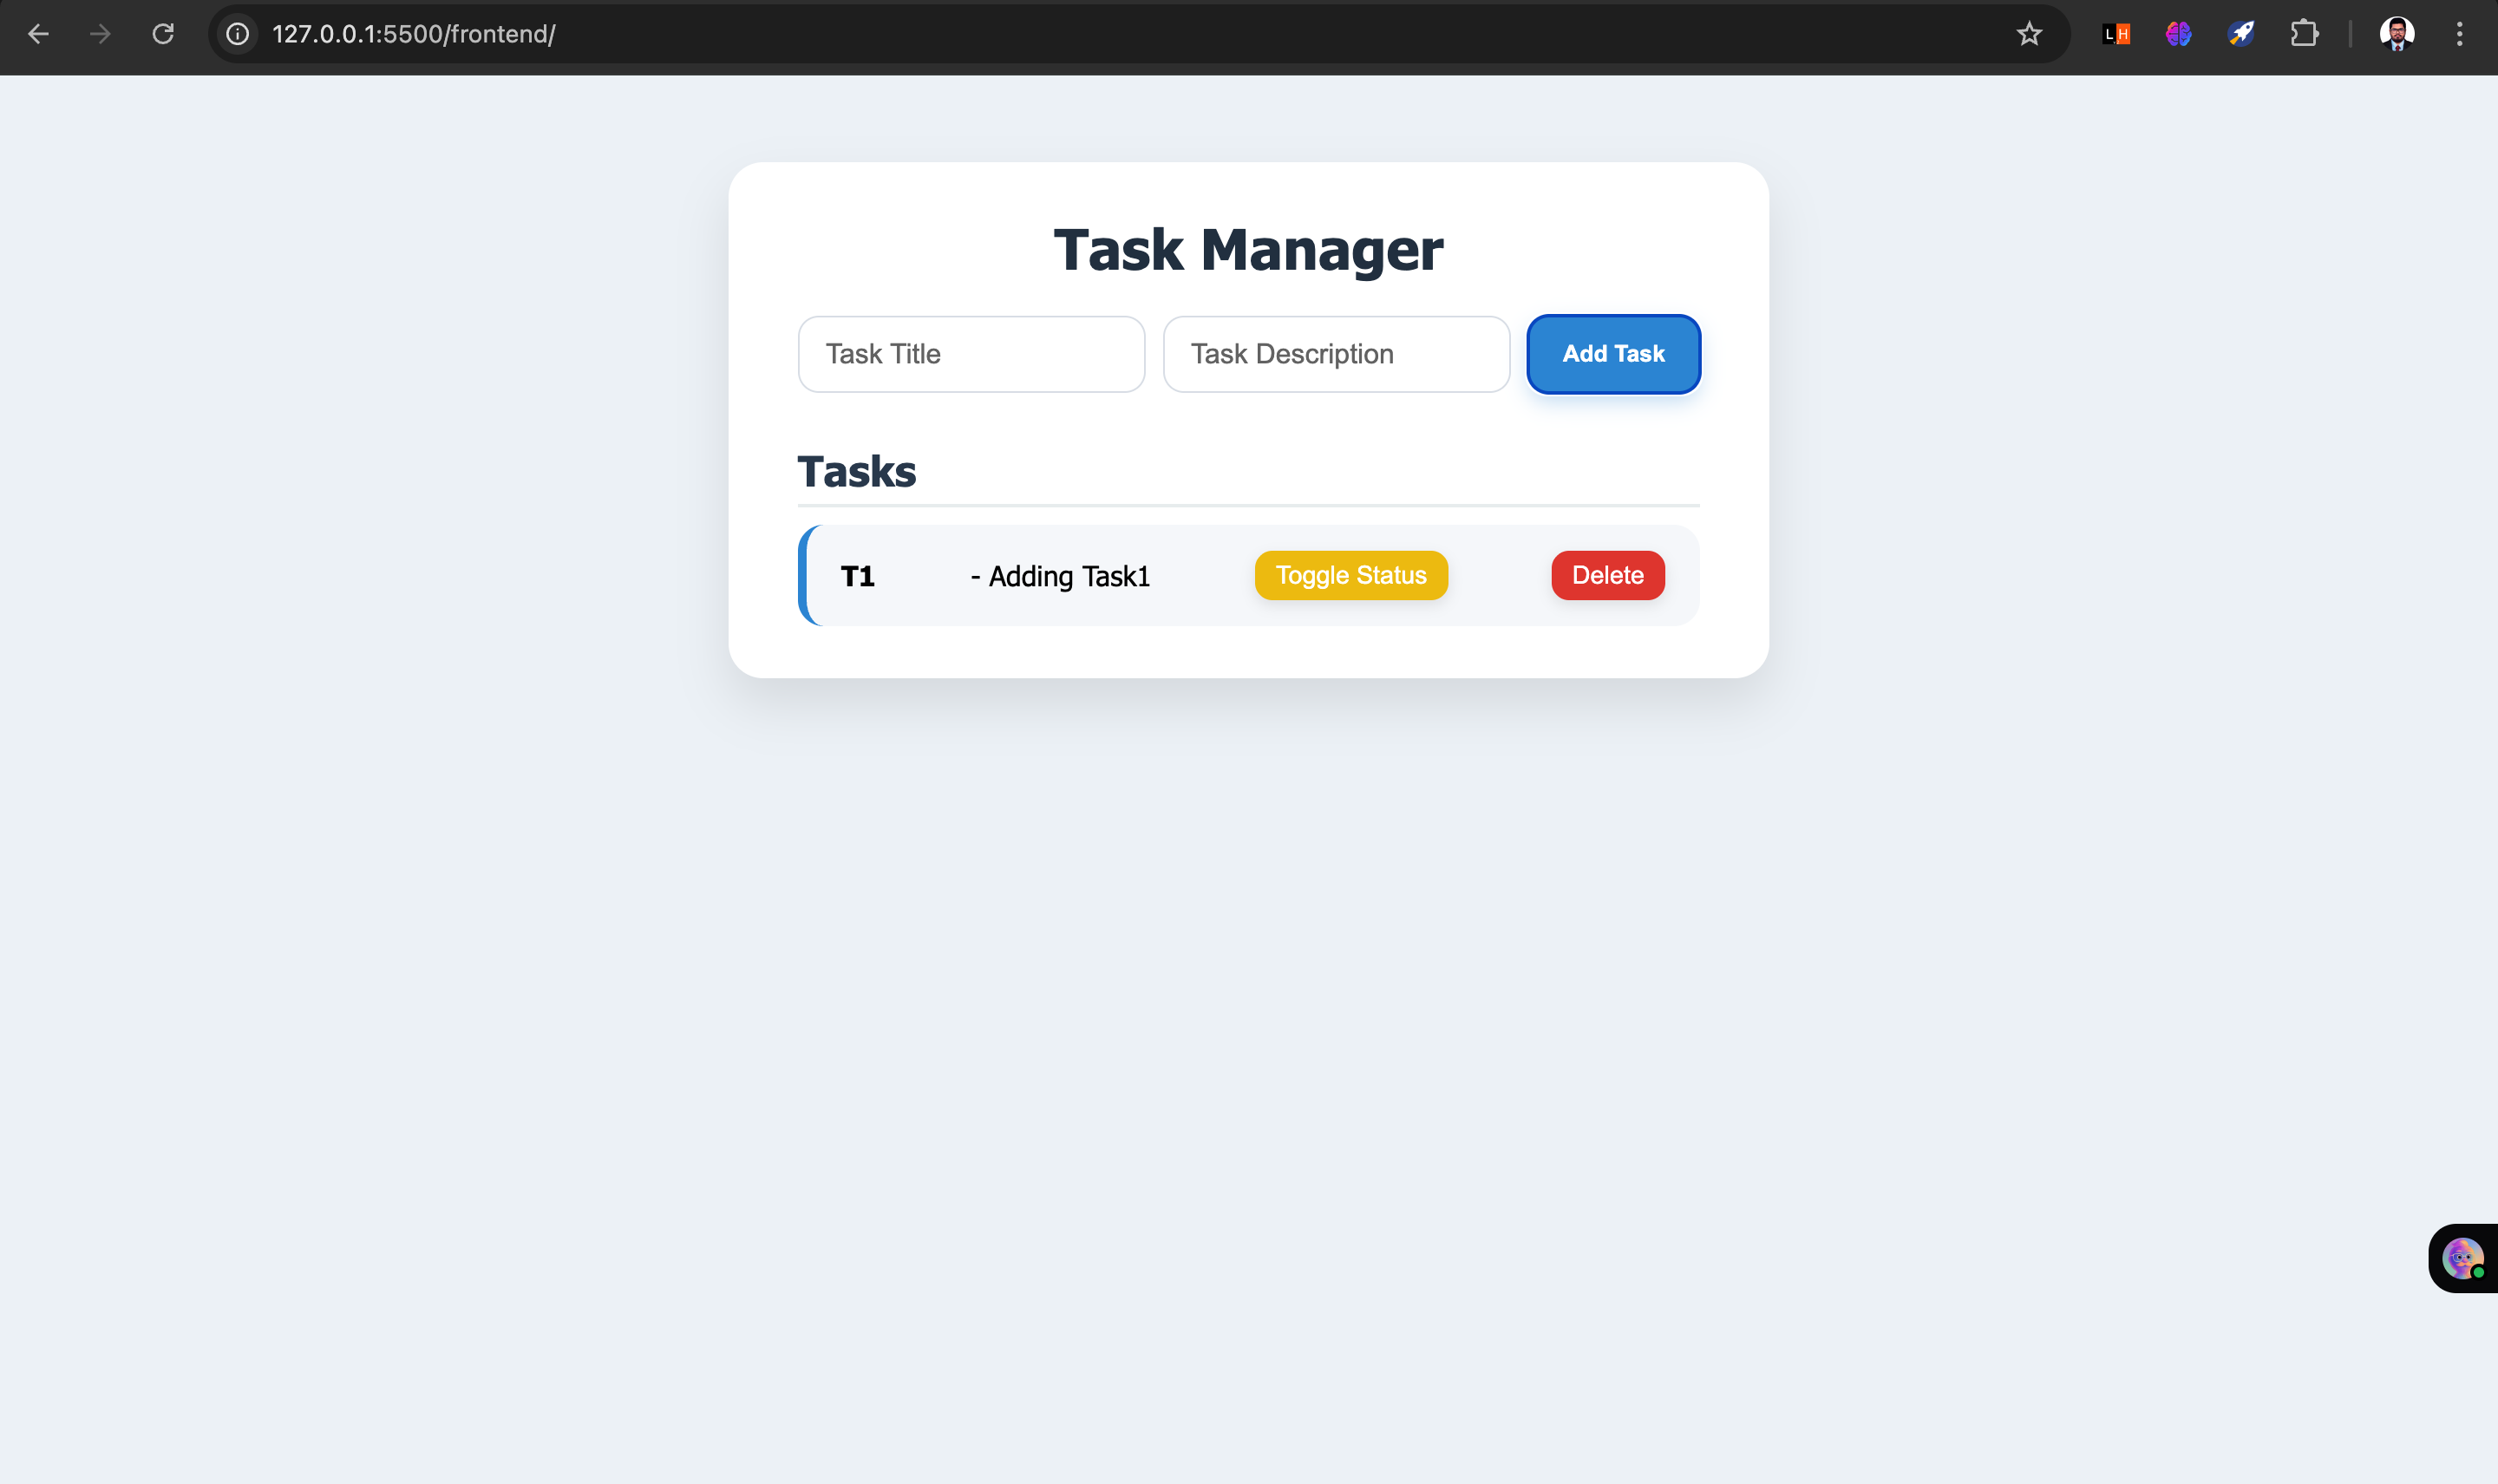 127.0.0.1:5500/frontend/
L H
Task Manager
Task Title
Task Description
Add Task
Tasks
T1 - Adding Task1 Toggle Status Delete